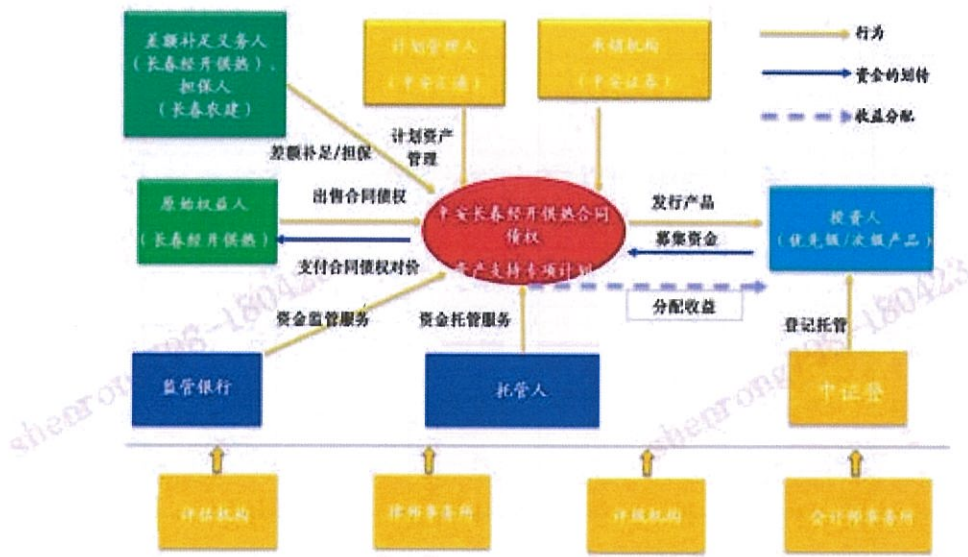 差额补足义务人
（长春经开供热）、
担保人
（长春农建）
计划管理人
（平安汇通）
承销机构
（平安证券）
行为
资金的划转
收益分配
差额补足/担保
计划资产
管理
原始权益人
（长春经开供热）
出售合同债权
支付合同债权对价
平安长春经开供热合同
债权
资产支持专项计划
发行产品
募集资金
分配收益
投资人
（优先级/次级产品）
资金监管服务
资金托管服务
登记托管
监管银行
托管人
中证登
评估机构
律师事务所
评级机构
会计师事务所